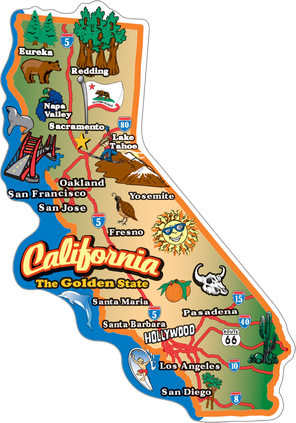 5
Eureka
Redding
Napa
Valley
Sacramento
80
Lake
Tahoe
Oakland
San Francisco
Yosemite
San Jose
5
Fresno
California
The Golden State
Santa Maria
15
5
Pasadena
40
Santa Barbara
HOLLYWOOD
66
Los Angeles
10
San Diego
8